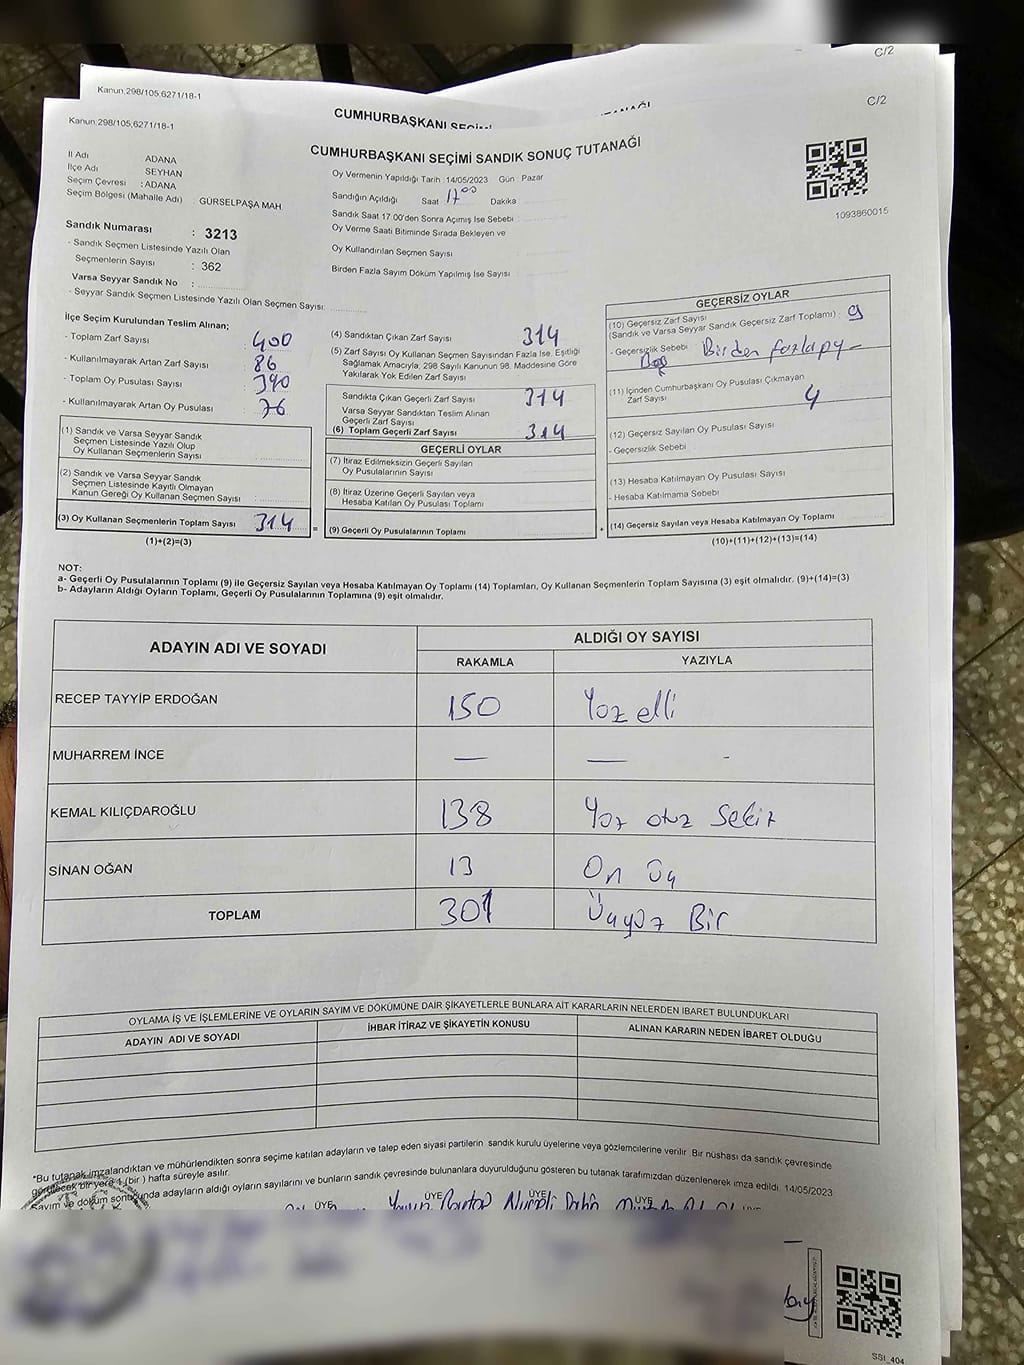 C/2
Kanun:298/105,6271/18-1
CUMHURBAŞKANI SEÇİMİ
C/2
Kanun:298/105,6271/18-1
CUMHURBAŞKANI SEÇİMİ SANDIK SONUÇ TUTANAĞI
İl Adı ADANA
İlçe Adı SEYHAN
Seçim Çevresi :ADANA
Seçim Bölgesi (Mahalle Adı) : GÜRSELPAŞA MAH.
Oy Vermenin Yapıldığı Tarih :14/05/2023 Gün Pazar
Sandığın Açıldığı Saat 17⁰⁰ Dakika
Sandık Saat 17:00'den Sonra Açımış İse Sebebi
Oy Verme Saati Bitiminde Sırada Bekleyen ve
Oy Kullandırılan Seçmen Sayısı
Birden Fazla Sayım Döküm Yapılmış İse Sayısı
1093860015
Sandık Numarası : 3213
- Sandık Seçmen Listesinde Yazılı Olan
Seçmenlerin Sayısı : 362
Varsa Seyyar Sandık No :
- Seyyar Sandık Seçmen Listesinde Yazılı Olan Seçmen Sayısı:
İlçe Seçim Kurulundan Teslim Alınan;
- Toplam Zarf Sayısı 400
- Kullanılmayarak Artan Zarf Sayısı 86
- Toplam Oy Pusulası Sayısı 390
- Kullanılmayarak Artan Oy Pusulası : 76
(1) Sandık ve Varsa Seyyar Sandık
Seçmen Listesinde Yazılı Olup
Oy Kullanan Seçmenlerin Sayısı
(2) Sandık ve Varsa Seyyar Sandık
Seçmen Listesinde Kayıtlı Olmayan
Kanun Gereği Oy Kullanan Seçmen Sayısı
(3) Oy Kullanan Seçmenlerin Toplam Sayısı 314 =
(1)+(2)=(3)
(4) Sandıktan Çıkan Zarf Sayısı 314
(5) Zarf Sayısı Oy Kullanan Seçmen Sayısından Fazla İse, Eşitliği
Sağlamak Amacıyla; 298 Sayılı Kanunun 98. Maddesine Göre
Yakılarak Yok Edilen Zarf Sayısı
Sandıkta Çıkan Geçerli Zarf Sayısı 314
Varsa Seyyar Sandıktan Teslim Alınan
Geçerli Zarf Sayısı
(6) Toplam Geçerli Zarf Sayısı 314
GEÇERLİ OYLAR
(7) İtiraz Edilmeksizin Geçerli Sayılan
Oy Pusulalarının Sayısı
(8) İtiraz Üzerine Geçerli Sayılan veya
Hesaba Katılan Oy Pusulası Toplamı
(9) Geçerli Oy Pusulalarının Toplamı +
GEÇERSİZ OYLAR
(10) Geçersiz Zarf Sayısı
(Sandık ve Varsa Seyyar Sandık Geçersiz Zarf Toplamı) : 9
- Geçersizlik Sebebi Birden fazla oy -
Boş
(11) İçinden Cumhurbaşkanı Oy Pusulası Çıkmayan
Zarf Sayısı 4
(12) Geçersiz Sayılan Oy Pusulası Sayısı
- Geçersizlik Sebebi
(13) Hesaba Katılmayan Oy Pusulası Sayısı
- Hesaba Katılmama Sebebi
(14) Geçersiz Sayılan veya Hesaba Katılmayan Oy Toplamı
(10)+(11)+(12)+(13)=(14)
NOT:
a- Geçerli Oy Pusulalarının Toplamı (9) ile Geçersiz Sayılan veya Hesaba Katılmayan Oy Toplamı (14) Toplamları, Oy Kullanan Seçmenlerin Toplam Sayısına (3) eşit olmalıdır. (9)+(14)=(3)
b- Adayların Aldığı Oyların Toplamı, Geçerli Oy Pusulalarının Toplamına (9) eşit olmalıdır.
ADAYIN ADI VE SOYADI ALDIĞI OY SAYISI
RAKAMLA YAZIYLA
RECEP TAYYİP ERDOĞAN 150 Yüz elli
MUHARREM İNCE — — -
KEMAL KILIÇDAROĞLU 138 Yüz otuz Sekiz
SİNAN OĞAN 13 On üç
TOPLAM 301 Üçyüz Bir
OYLAMA İŞ VE İŞLEMLERİNE VE OYLARIN SAYIM VE DÖKÜMÜNE DAİR ŞİKAYETLERLE BUNLARA AİT KARARLARIN NELERDEN İBARET BULUNDUKLARI
ADAYIN ADI VE SOYADI İHBAR İTİRAZ VE ŞİKAYETİN KONUSU ALINAN KARARIN NEDEN İBARET OLDUĞU
"Bu tutanak imzalandıktan ve mühürlendikten sonra seçime katılan adayların ve talep eden siyasi partilerin sandık kurulu üyelerine veya gözlemcilerine verilir. Bir nüshası da sandık çevresinde
görülecek bir yere 1 (bir) hafta süreyle asılır.
Sayım ve döküm sonucunda adayların aldığı oyların sayılarını ve bunların sandık çevresinde bulunanlara duyurulduğunu gösteren bu tutanak tarafımızdan düzenlenerek imza edildi. 14/05/2023
ÜYE ÜYE ÜYE ÜYE ÜYE
SSI_404